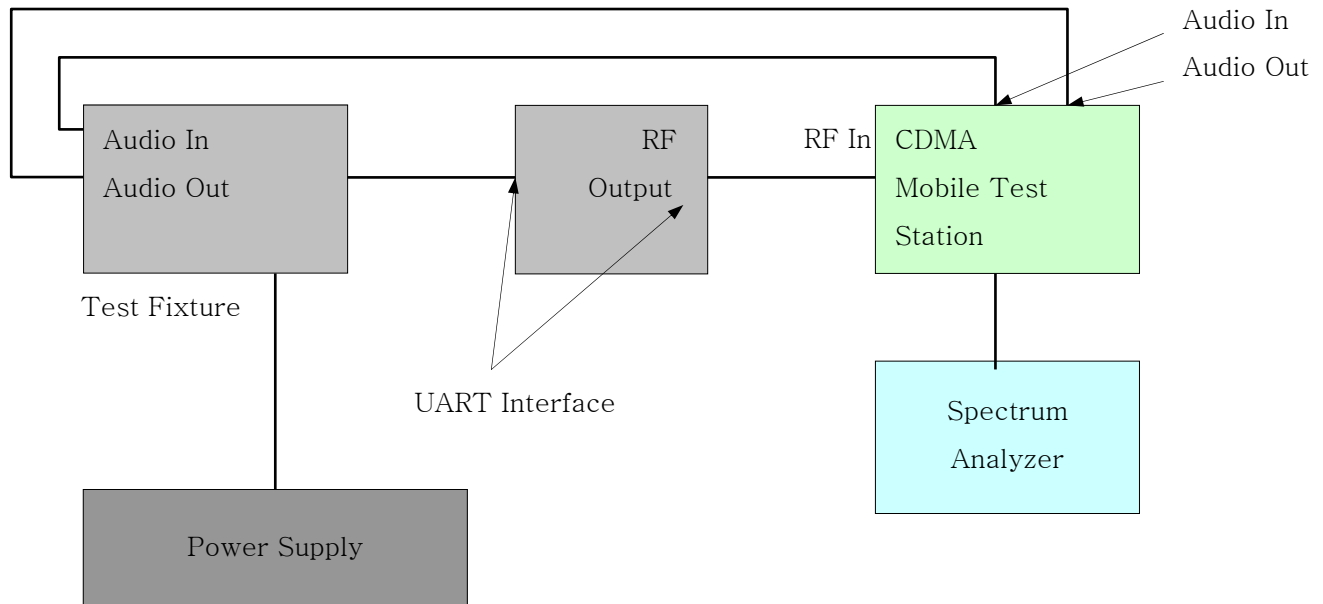 Audio In
Audio Out
Audio In
Audio Out
RF
Output
RF In
CDMA
Mobile Test
Station
Test Fixture
UART Interface
Spectrum
Analyzer
Power Supply